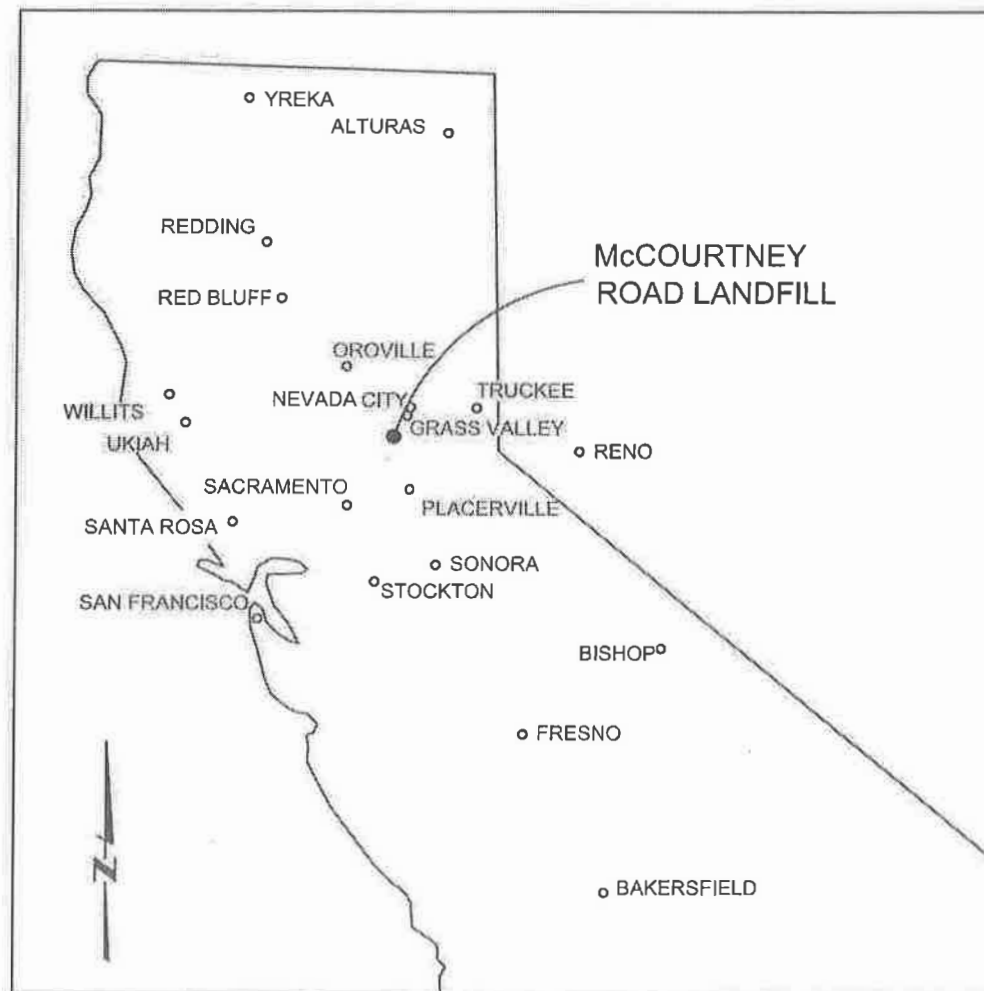 YREKA
ALTURAS
REDDING
McCOURTNEY
ROAD LANDFILL
RED BLUFF
OROVILLE
NEVADA CITY
TRUCKEE
WILLITS
GRASS VALLEY
UKIAH
RENO
SACRAMENTO
PLACERVILLE
SANTA ROSA
SONORA
STOCKTON
SAN FRANCISCO
BISHOP
FRESNO
Z
BAKERSFIELD